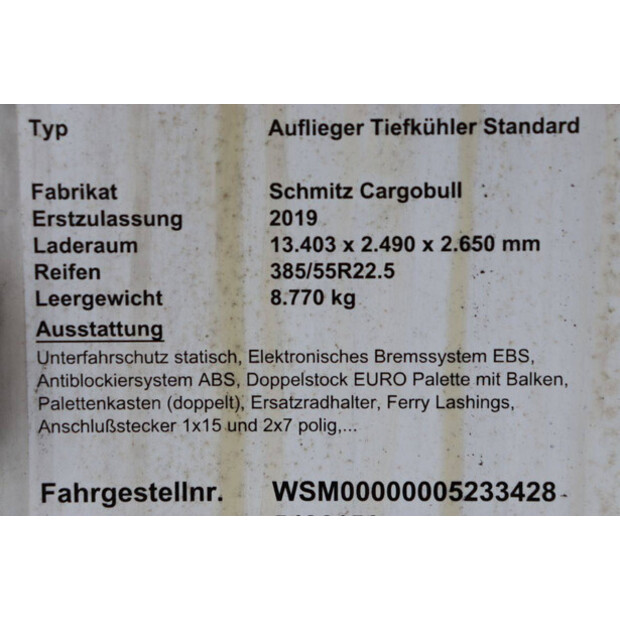 Typ Auflieger Tiefkühler Standard
Fabrikat Schmitz Cargobull
Erstzulassung 2019
Laderaum 13.403 x 2.490 x 2.650 mm
Reifen 385/55R22.5
Leergewicht 8.770 kg
Ausstattung
Unterfahrschutz statisch, Elektronisches Bremssystem EBS,
Antiblockiersystem ABS, Doppelstock EURO Palette mit Balken,
Palettenkasten (doppelt), Ersatzradhalter, Ferry Lashings,
Anschlußstecker 1x15 und 2x7 polig,...
Fahrgestellnr. WSM00000005233428